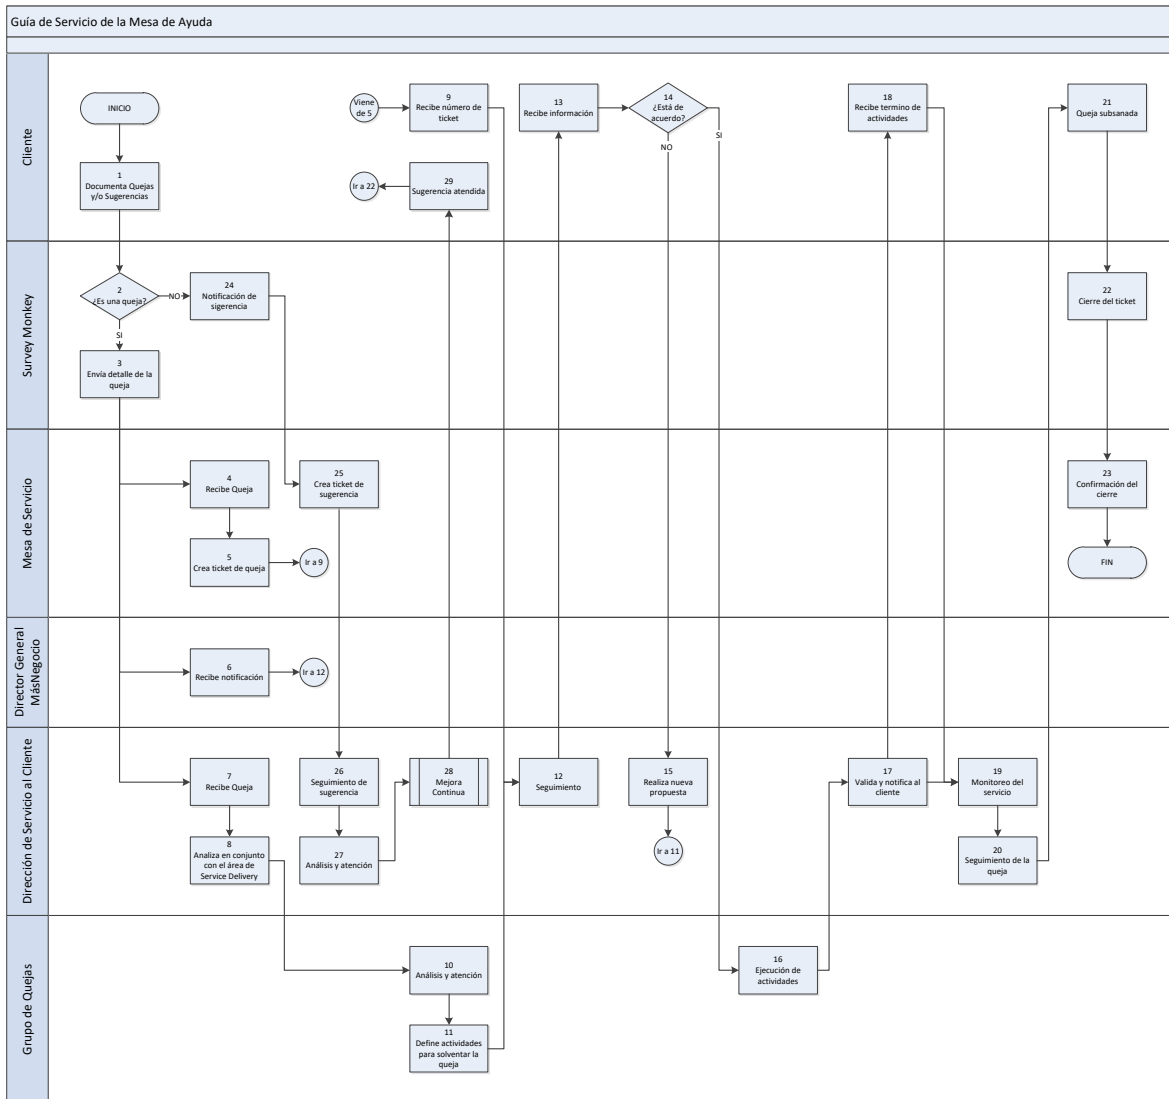 Guía de Servicio de la Mesa de Ayuda
Cliente
INICIO
1
Documenta Quejas
y/o Sugerencias
Viene
de 5
9
Recibe número de
ticket
Ir a 22
29
Sugerencia atendida
13
Recibe información
14
¿Está de
acuerdo?
SI
NO
18
Recibe termino de
actividades
21
Queja subsanada
Survey Monkey
2
¿Es una queja?
NO
SI
24
Notificación de
sigerencia
3
Envía detalle de la
queja
22
Cierre del ticket
Mesa de Servicio
4
Recibe Queja
25
Crea ticket de
sugerencia
5
Crea ticket de queja
Ir a 9
23
Confirmación del
cierre
FIN
Director General
MásNegocio
6
Recibe notificación
Ir a 12
Dirección de Servicio al Cliente
7
Recibe Queja
8
Analiza en conjunto
con el área de
Service Delivery
26
Seguimiento de
sugerencia
27
Análisis y atención
28
Mejora
Continua
12
Seguimiento
15
Realiza nueva
propuesta
Ir a 11
17
Valida y notifica al
cliente
19
Monitoreo del
servicio
20
Seguimiento de la
queja
Grupo de Quejas
10
Análisis y atención
11
Define actividades
para solventar la
queja
16
Ejecución de
actividades